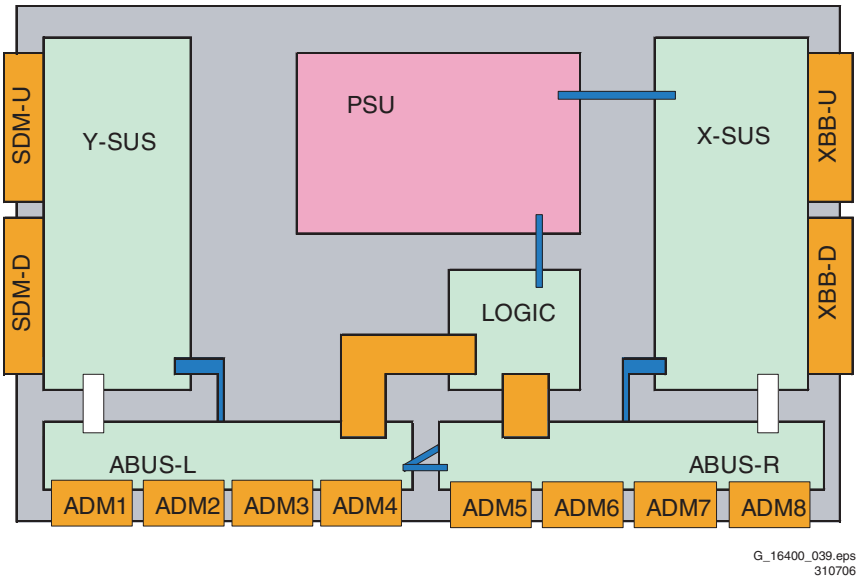 SDM-U
Y-SUS
PSU
X-SUS
XBB-U
SDM-D
LOGIC
XBB-D
ABUS-L
ABUS-R
ADM1
ADM2
ADM3
ADM4
ADM5
ADM6
ADM7
ADM8
G_16400_039.eps
310706